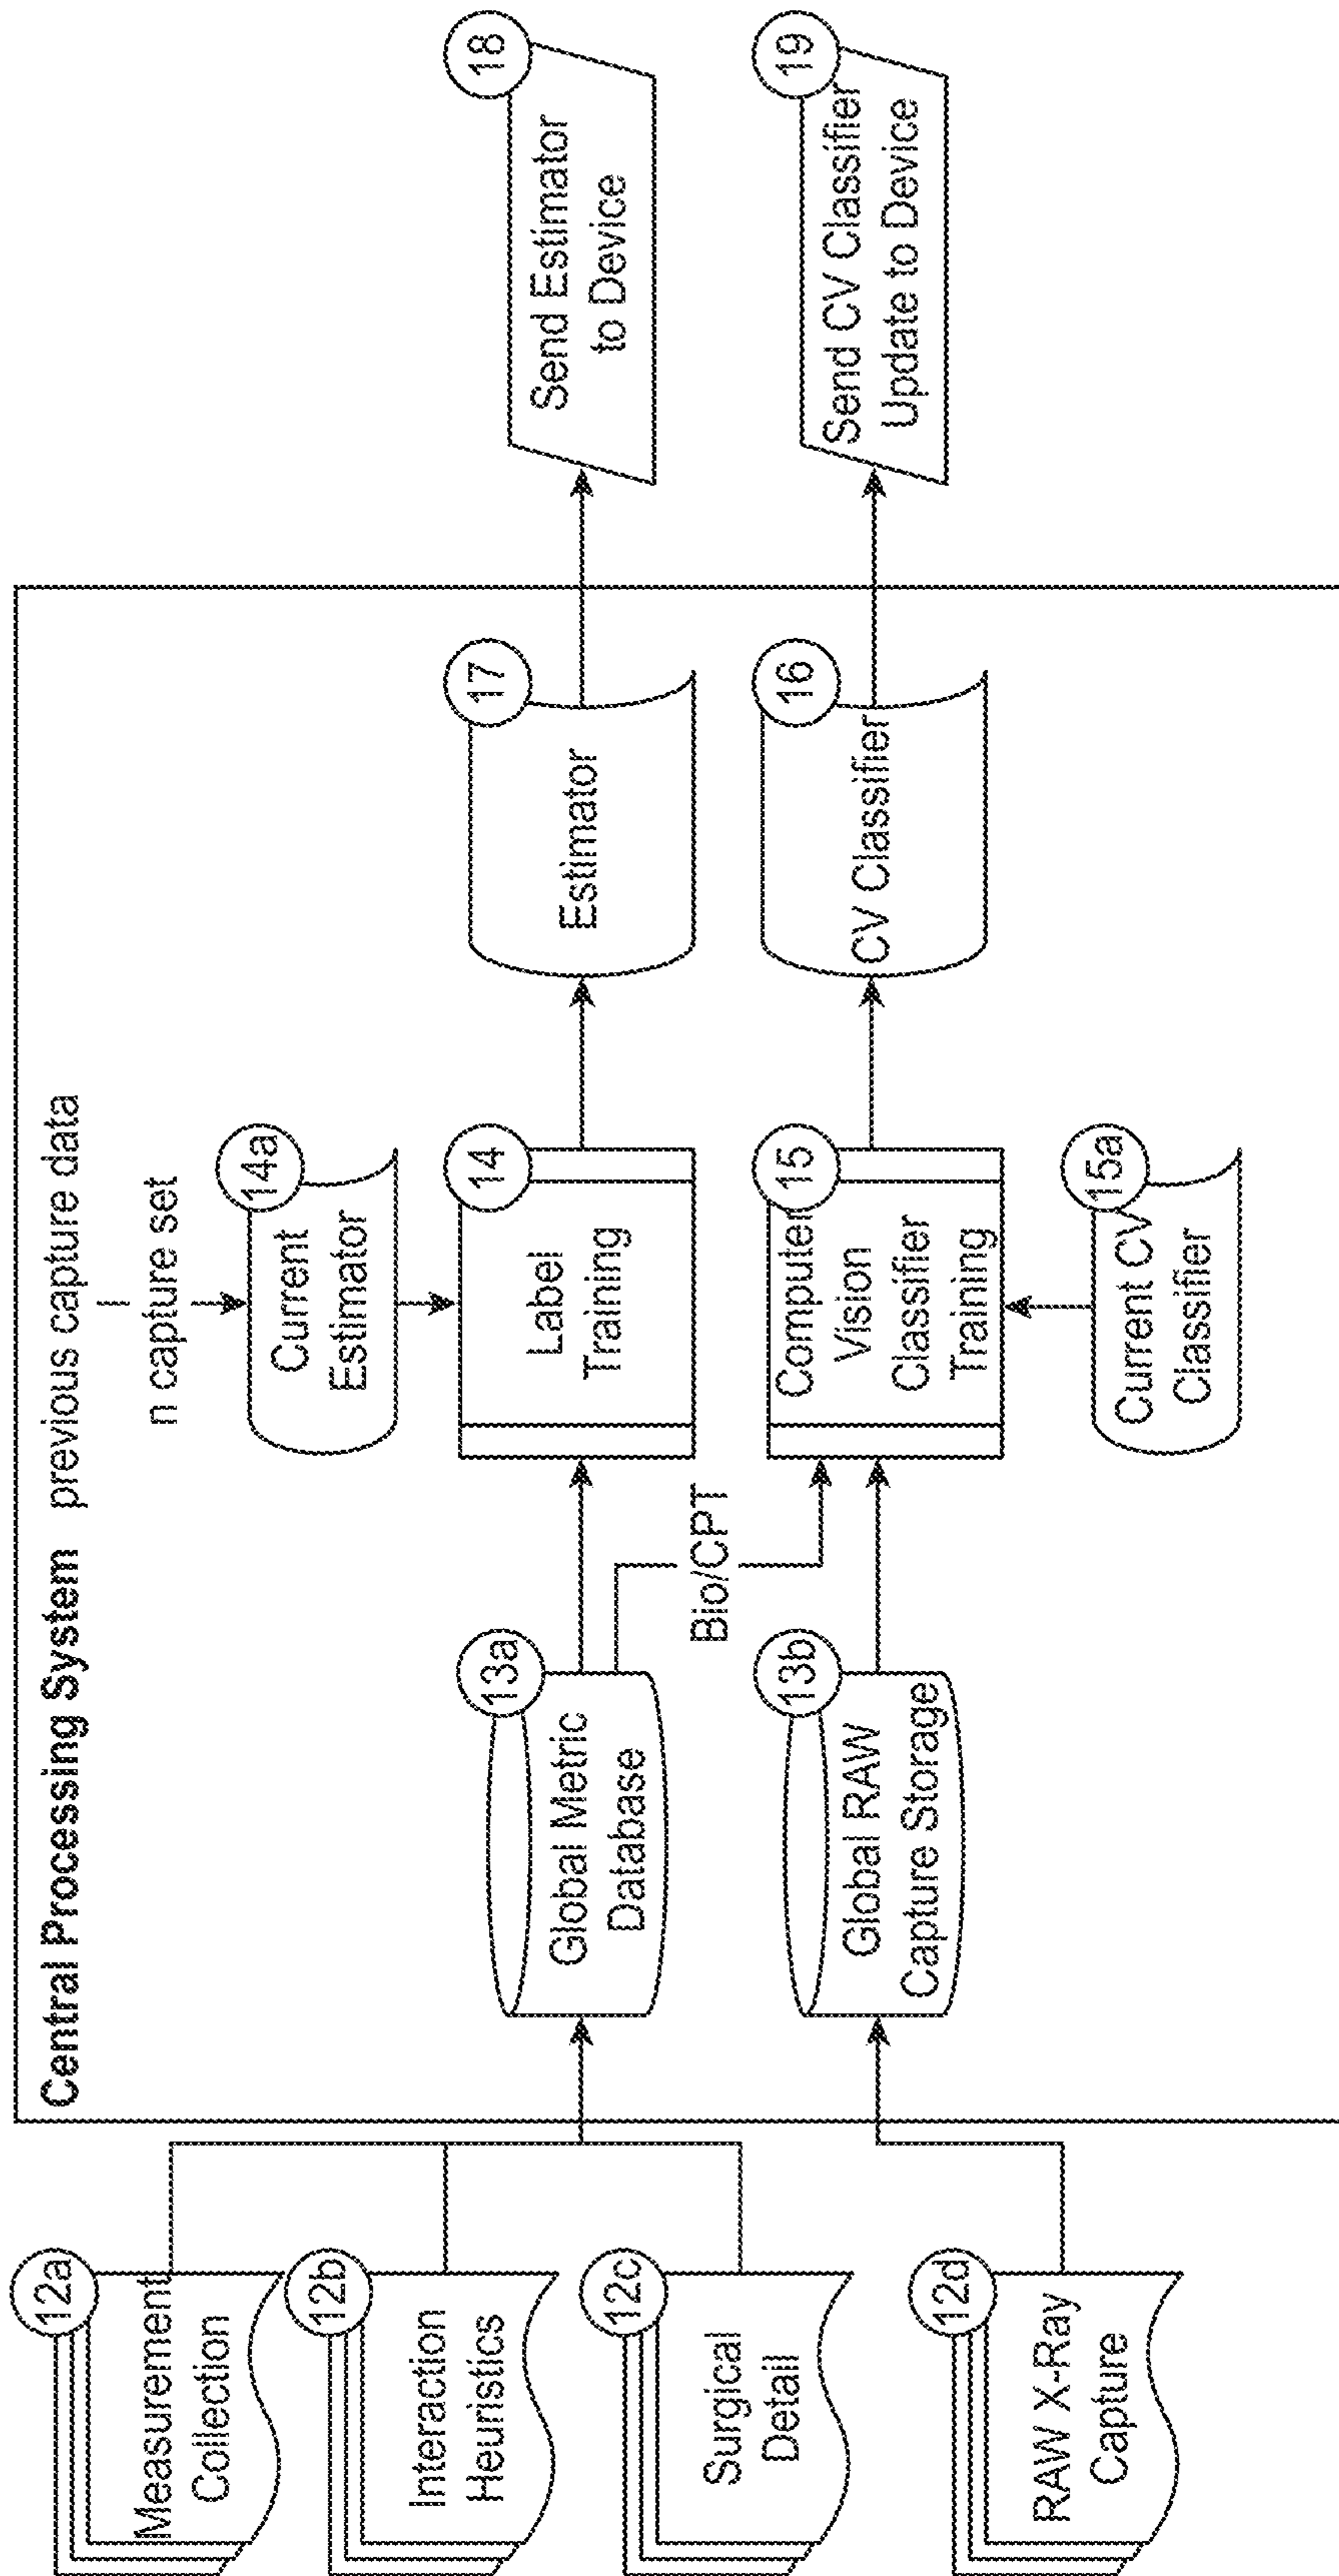 Central Processing System
previous capture data
n capture set
12a
Measurement
Collection
12b
Interaction
Heuristics
12c
Surgical
Detail
12d
RAW X-Ray
Capture
13a
Global Metric
Database
13b
Global RAW
Capture Storage
Bio/CPT
14a
Current
Estimator
14
Label
Training
15
Computer
Vision
Classifier
Training
15a
Current CV
Classifier
17
Estimator
16
CV Classifier
18
Send Estimator
to Device
19
Send CV Classifier
Update to Device